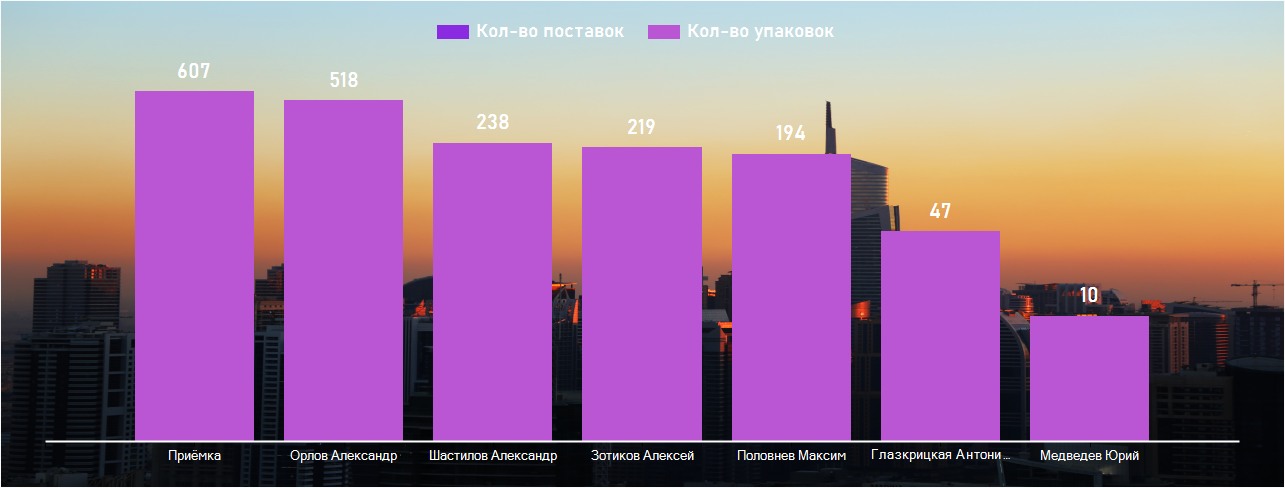 Кол-во поставок Кол-во упаковок
607 518 238 219 194 47 10
Приёмка Орлов Александр Шастилов Александр Зотиков Алексей Половнев Максим Глазкрицкая Антони... Медведев Юрий